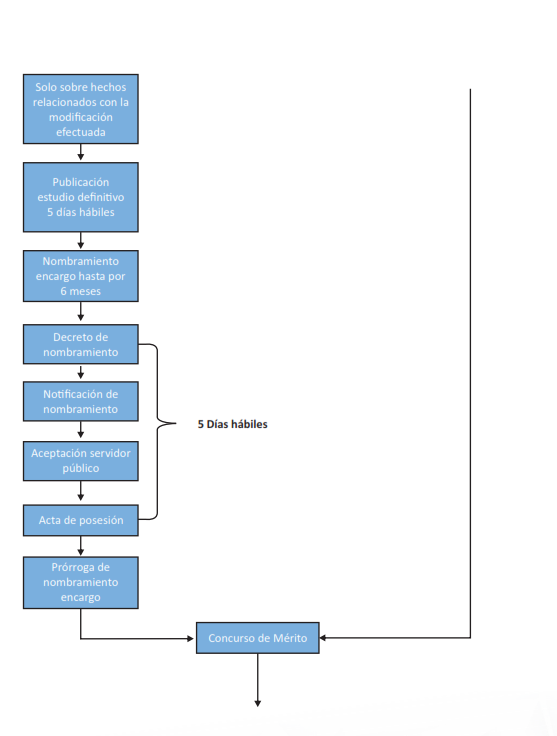 Solo sobre hechos
relacionados con la
modificación
efectuada
Publicación
estudio definitivo
5 días hábiles
Nombramiento
encargo hasta por
6 meses
Decreto de
nombramiento
Notificación de
nombramiento
5 Días hábiles
Aceptación servidor
público
Acta de posesión
Prórroga de
nombramiento
encargo
Concurso de Mérito